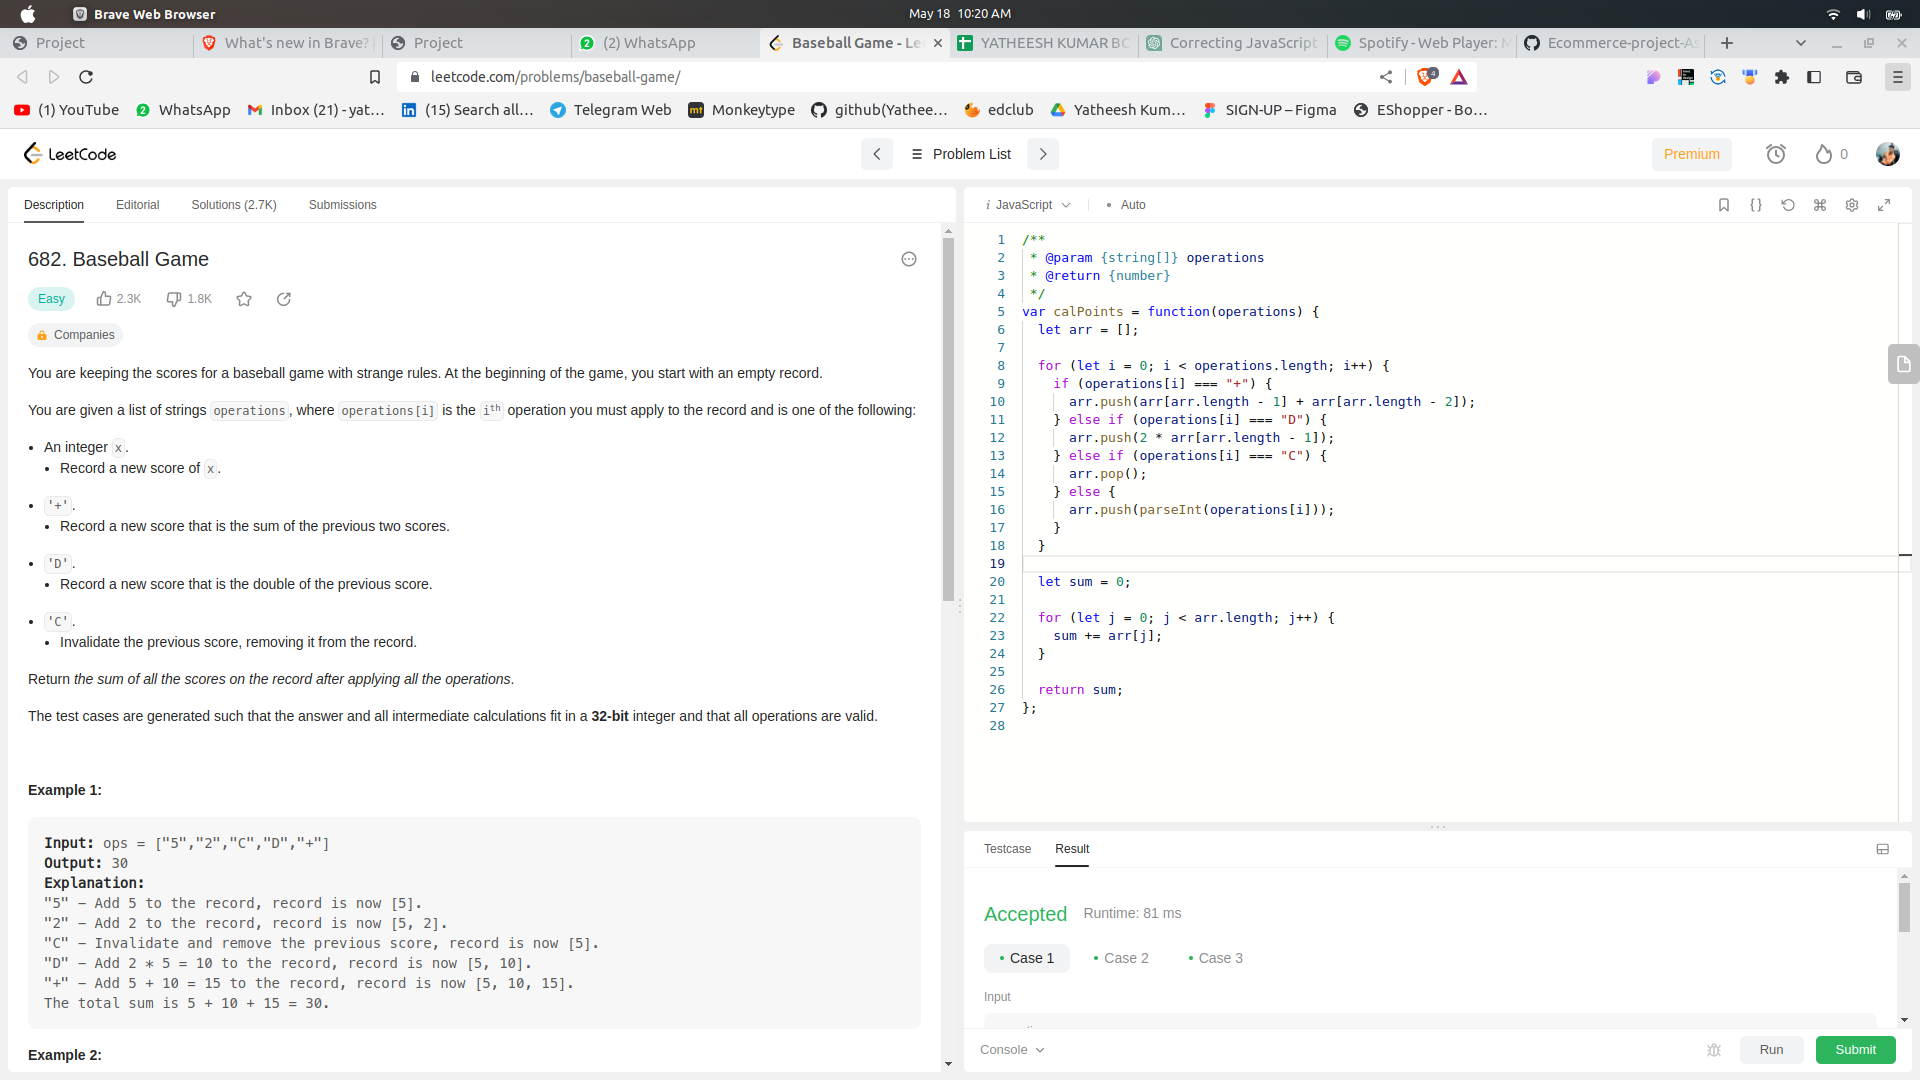 Brave Web Browser
May 18 10:20 AM
Project
What's new in Brave? |
Project
(2) WhatsApp
Baseball Game - Le
YATHEESH KUMAR BC
Correcting JavaScript
Spotify - Web Player: M
Ecommerce-project-As
leetcode.com/problems/baseball-game/
4
(1) YouTube
WhatsApp
Inbox (21) - yat...
(15) Search all...
Telegram Web
Monkeytype
github(Yathee...
edclub
Yatheesh Kum...
SIGN-UP – Figma
EShopper - Bo...
LeetCode
Problem List
Premium
0
Description
Editorial
Solutions (2.7K)
Submissions
682. Baseball Game
Easy
2.3K
1.8K
Companies
You are keeping the scores for a baseball game with strange rules. At the beginning of the game, you start with an empty record.
You are given a list of strings operations, where operations[i] is the ith operation you must apply to the record and is one of the following:
• An integer x.
• Record a new score of x.
• '+'.
• Record a new score that is the sum of the previous two scores.
• 'D'.
• Record a new score that is the double of the previous score.
• 'C'.
• Invalidate the previous score, removing it from the record.
Return the sum of all the scores on the record after applying all the operations.
The test cases are generated such that the answer and all intermediate calculations fit in a 32-bit integer and that all operations are valid.
Example 1:
Input: ops = ["5","2","C","D","+"]
Output: 30
Explanation:
"5" - Add 5 to the record, record is now [5].
"2" - Add 2 to the record, record is now [5, 2].
"C" - Invalidate and remove the previous score, record is now [5].
"D" - Add 2 * 5 = 10 to the record, record is now [5, 10].
"+" - Add 5 + 10 = 15 to the record, record is now [5, 10, 15].
The total sum is 5 + 10 + 15 = 30.
Example 2:
i JavaScript
• Auto
1 /**
2 * @param {string[]} operations
3 * @return {number}
4 */
5 var calPoints = function(operations) {
6 let arr = [];
7
8 for (let i = 0; i < operations.length; i++) {
9 if (operations[i] === "+") {
10 arr.push(arr[arr.length - 1] + arr[arr.length - 2]);
11 } else if (operations[i] === "D") {
12 arr.push(2 * arr[arr.length - 1]);
13 } else if (operations[i] === "C") {
14 arr.pop();
15 } else {
16 arr.push(parseInt(operations[i]));
17 }
18 }
19
20 let sum = 0;
21
22 for (let j = 0; j < arr.length; j++) {
23 sum += arr[j];
24 }
25
26 return sum;
27 };
28
Testcase
Result
Accepted
Runtime: 81 ms
• Case 1
• Case 2
• Case 3
Input
Console
Run
Submit